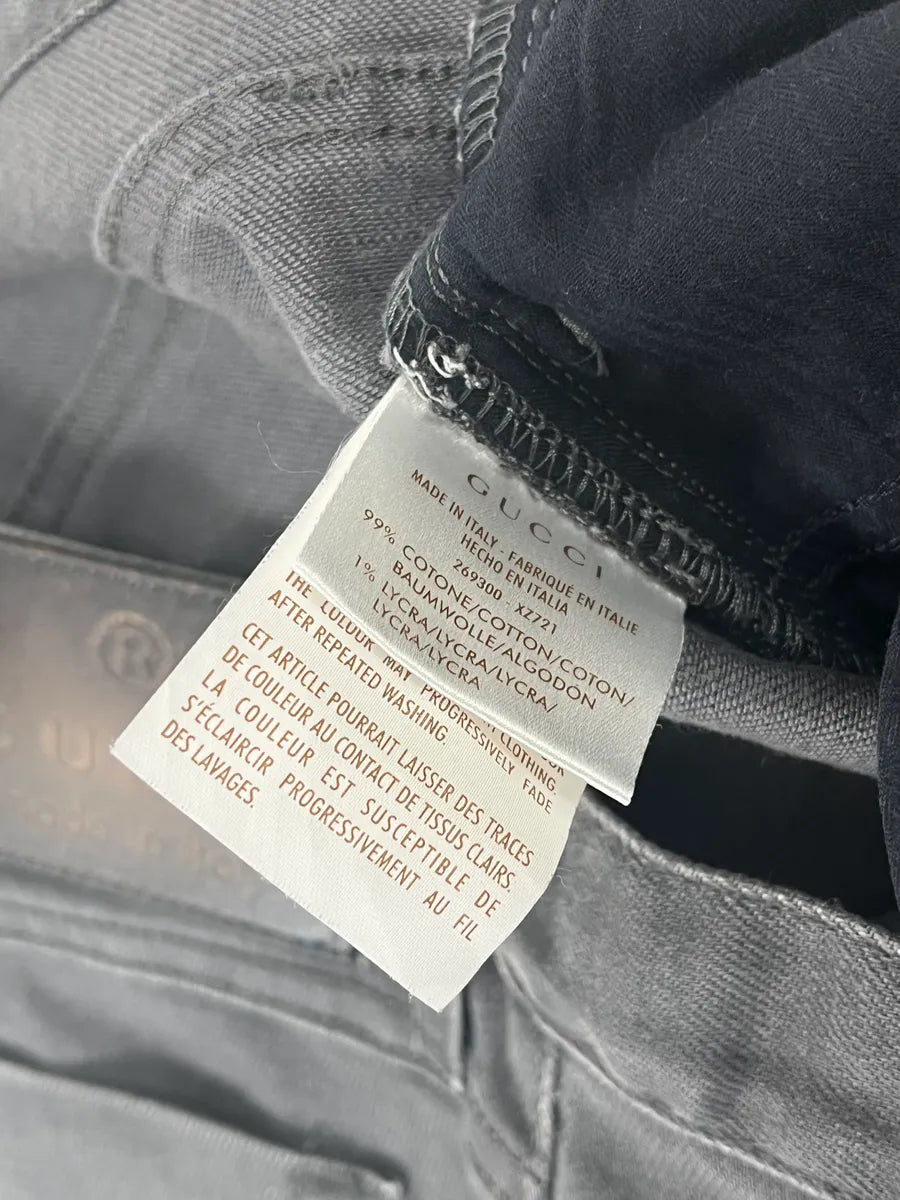 GUCCI
MADE IN ITALY - FABRIQUE EN ITALIE
HECHO EN ITALIA
269300 - XZ721
99% COTONE/COTTON/COTON/
BAUMWOLLE/ALGODON
1% LYCRA/LYCRA/LYCRA/
LYCRA/LYCRA
THE COLOUR MAY
CLOTHING.
AFTER REPEATED WASHING. PROGRESSIVELY FADE
CET ARTICLE POURRAIT LAISSER DES TRACES
DE COULEUR AU CONTACT DE TISSUS CLAIRS.
LA COULEUR EST SUSCEPTIBLE DE
S'ÉCLAIRCIR PROGRESSIVEMENT AU FIL
DES LAVAGES.
®
U